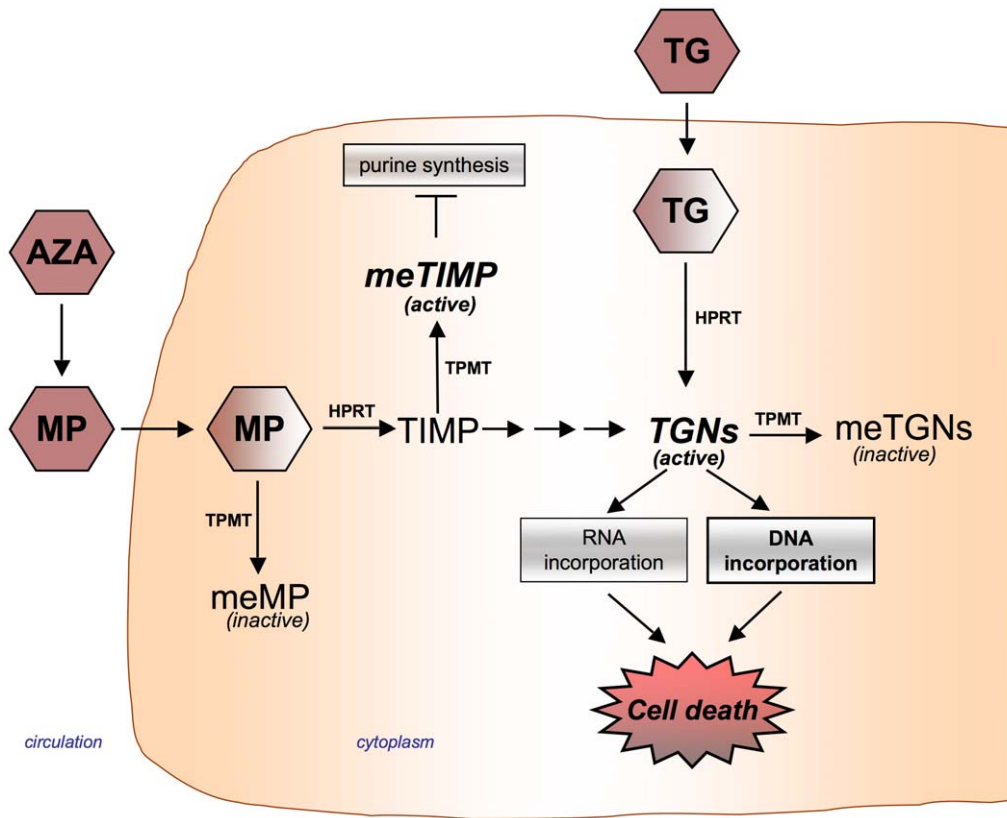 TG
purine synthesis
TG
AZA
meTIMP
(active)
HPRT
TPMT
MP
MP
HPRT
TIMP
TGNs
(active)
TPMT
meTGNs
(inactive)
TPMT
RNA
incorporation
DNA
incorporation
meMP
(inactive)
Cell death
circulation
cytoplasm